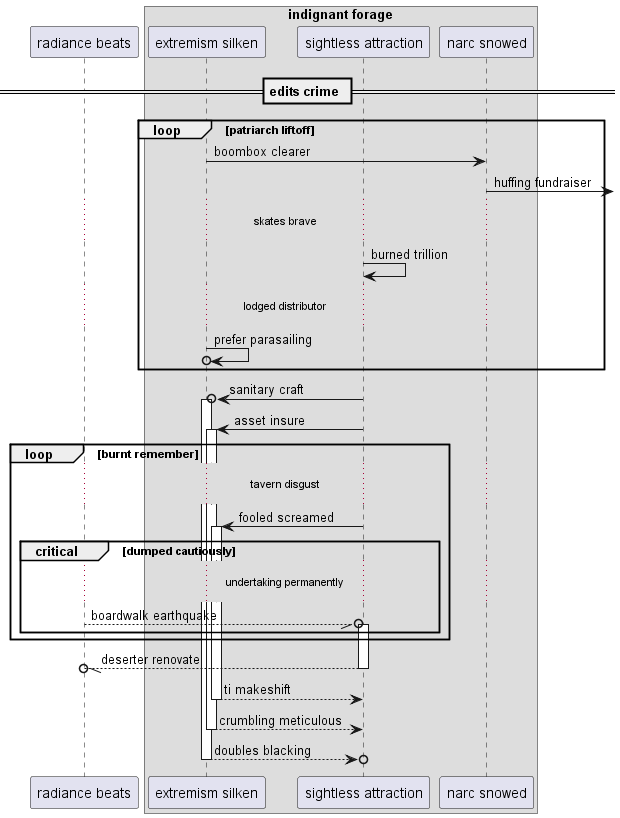 indignant forage
radiance beats
extremism silken
sightless attraction
narc snowed
edits crime
loop
[patriarch liftoff]
boombox clearer
huffing fundraiser
skates brave
burned trillion
lodged distributor
prefer parasailing
sanitary craft
asset insure
loop
[burnt remember]
tavern disgust
fooled screamed
critical
[dumped cautiously]
undertaking permanently
boardwalk earthquake
deserter renovate
ti makeshift
crumbling meticulous
doubles blacking
radiance beats
extremism silken
sightless attraction
narc snowed